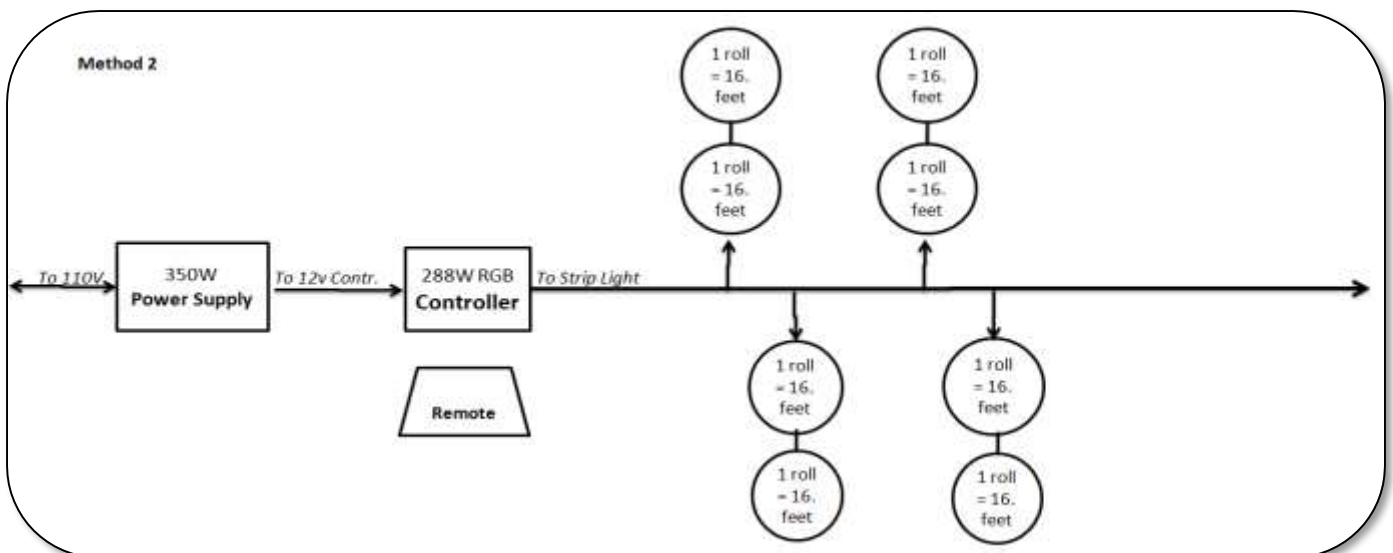 Method 2
1 roll
= 16.
feet
1 roll
= 16.
feet
1 roll
= 16.
feet
1 roll
= 16.
feet
To 110V
350W
Power Supply
To 12v Contr.
288W RGB
Controller
To Strip Light
Remote
1 roll
= 16.
feet
1 roll
= 16.
feet
1 roll
= 16.
feet
1 roll
= 16.
feet